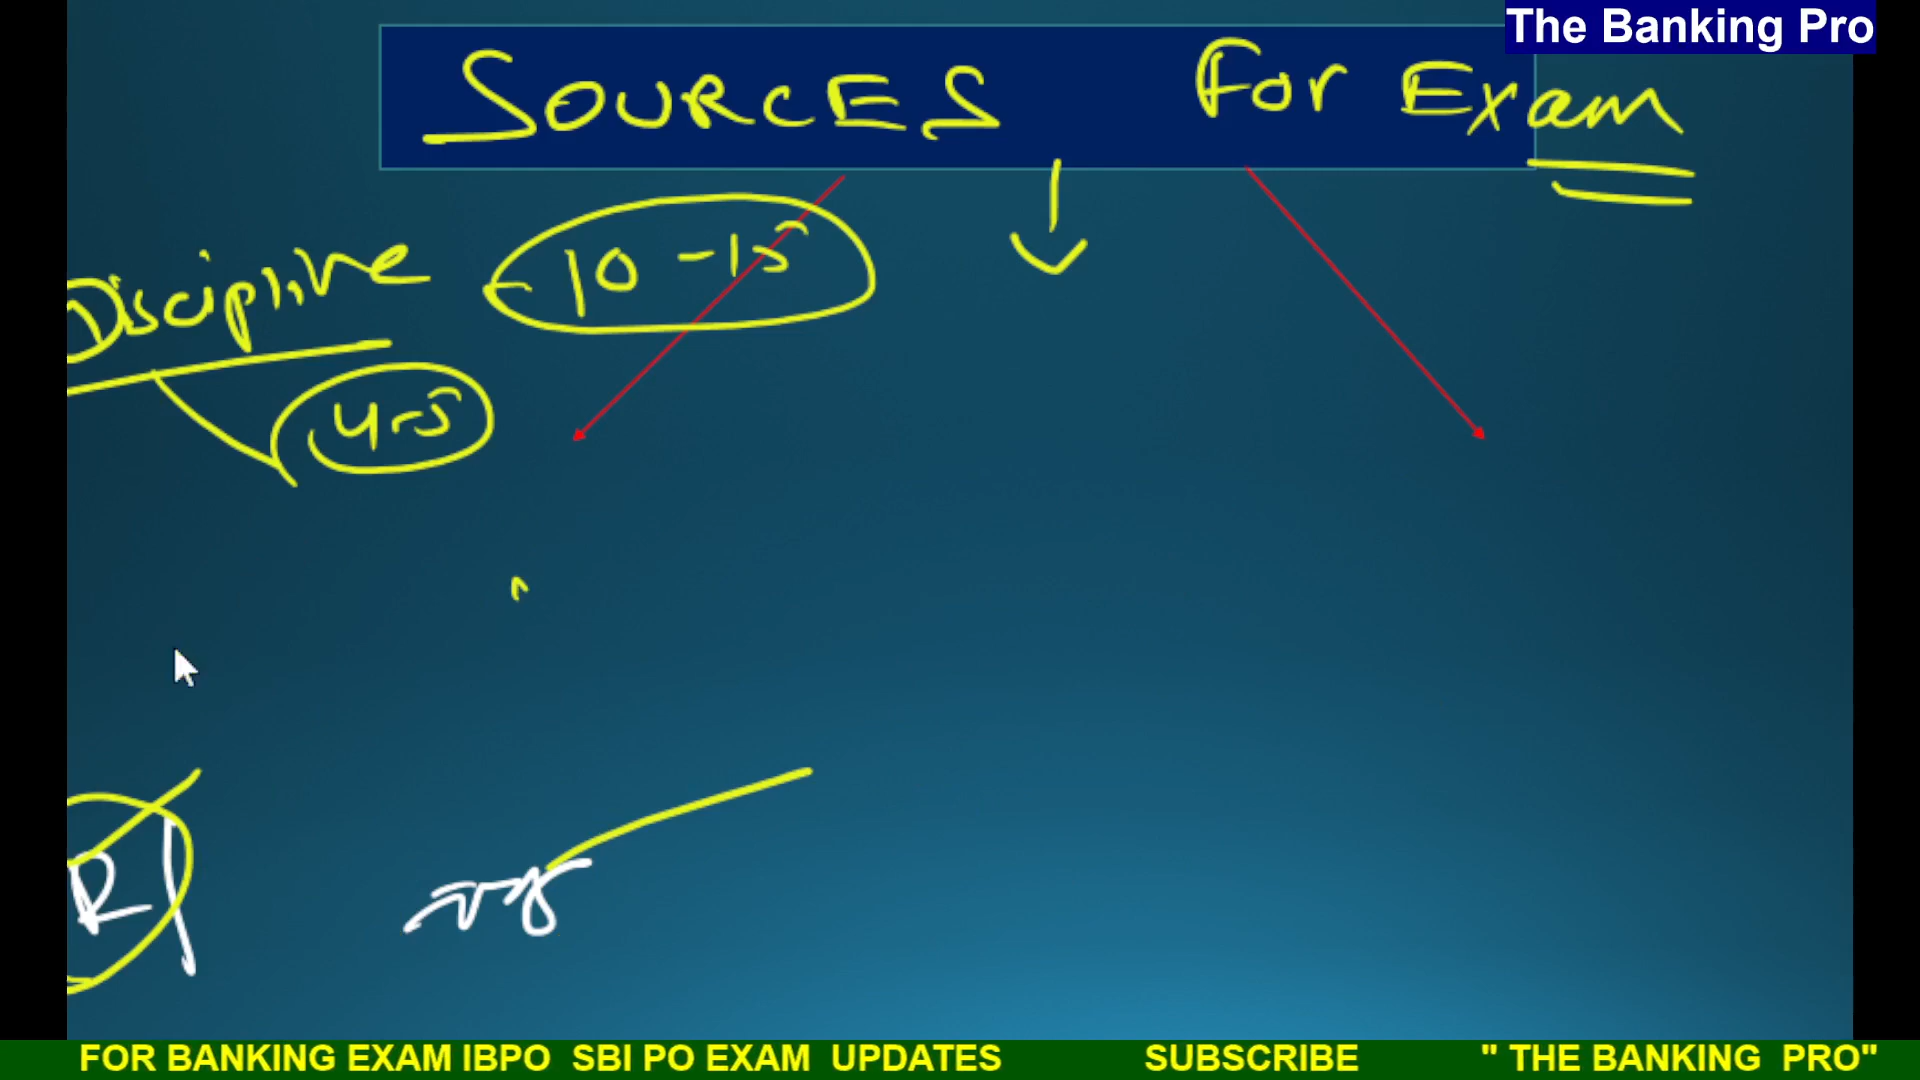 The Banking Pro
SOURCES For Exam
Discipline 10-15
4-5
R
FOR BANKING EXAM IBPO SBI PO EXAM UPDATES SUBSCRIBE " THE BANKING PRO"